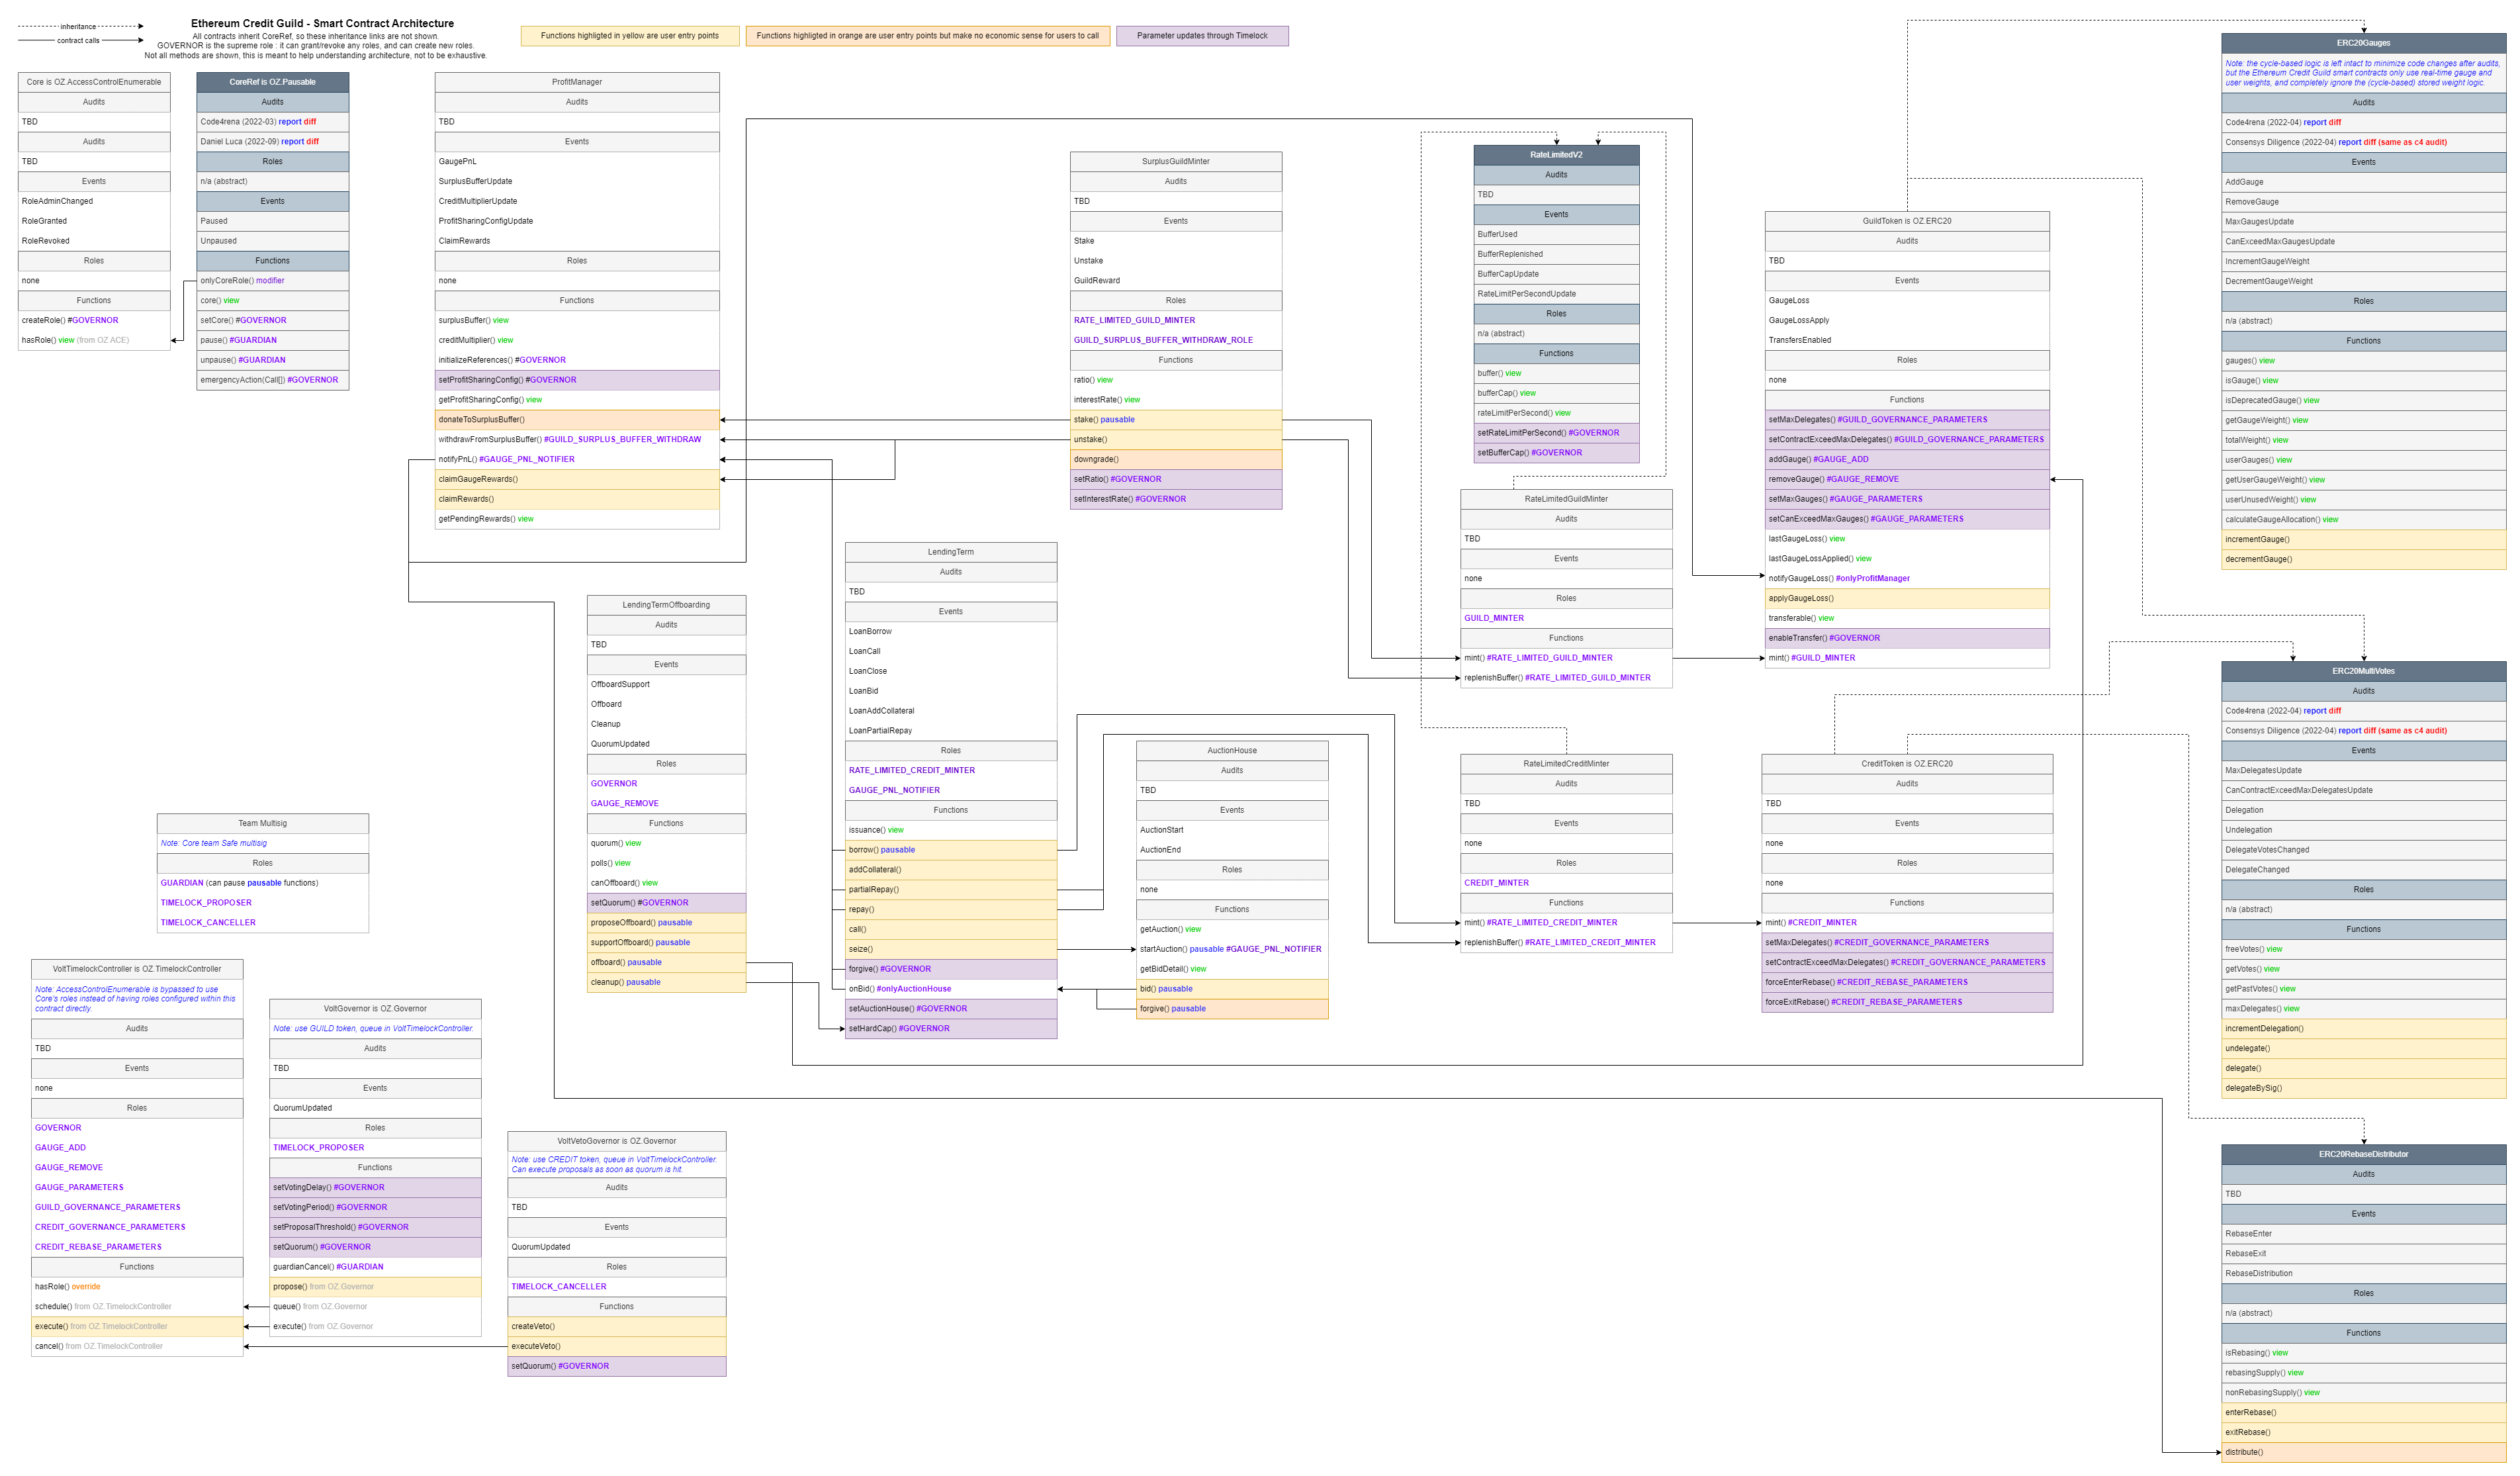 inheritance
contract calls
Ethereum Credit Guild - Smart Contract Architecture
All contracts inherit CoreRef, so these inheritance links are not shown.
GOVERNOR is the supreme role : it can grant/revoke any roles, and can create new roles.
Not all methods are shown, this is meant to help understanding architecture, not to be exhaustive.
Functions highligted in yellow are user entry points
Functions highligted in orange are user entry points but make no economic sense for users to call
Parameter updates through Timelock
Core is OZ.AccessControlEnumerable
Audits
TBD
Audits
TBD
Events
RoleAdminChanged
RoleGranted
RoleRevoked
Roles
none
Functions
createRole() #GOVERNOR
hasRole() view (from OZ ACE)
CoreRef is OZ.Pausable
Audits
Code4rena (2022-03) report diff
Daniel Luca (2022-09) report diff
Roles
n/a (abstract)
Events
Paused
Unpaused
Functions
onlyCoreRole() modifier
core() view
setCore() #GOVERNOR
pause() #GUARDIAN
unpause() #GUARDIAN
emergencyAction(Call[]) #GOVERNOR
ProfitManager
Audits
TBD
Events
GaugePnL
SurplusBufferUpdate
CreditMultiplierUpdate
ProfitSharingConfigUpdate
ClaimRewards
Roles
none
Functions
surplusBuffer() view
creditMultiplier() view
initializeReferences() #GOVERNOR
setProfitSharingConfig() #GOVERNOR
getProfitSharingConfig() view
donateToSurplusBuffer()
withdrawFromSurplusBuffer() #GUILD_SURPLUS_BUFFER_WITHDRAW
notifyPnL() #GAUGE_PNL_NOTIFIER
claimGaugeRewards()
claimRewards()
getPendingRewards() view
SurplusGuildMinter
Audits
TBD
Events
Stake
Unstake
GuildReward
Roles
RATE_LIMITED_GUILD_MINTER
GUILD_SURPLUS_BUFFER_WITHDRAW_ROLE
Functions
ratio() view
interestRate() view
stake() pausable
unstake()
downgrade()
setRatio() #GOVERNOR
setInterestRate() #GOVERNOR
RateLimitedV2
Audits
TBD
Events
BufferUsed
BufferReplenished
BufferCapUpdate
RateLimitPerSecondUpdate
Roles
n/a (abstract)
Functions
buffer() view
bufferCap() view
rateLimitPerSecond() view
setRateLimitPerSecond() #GOVERNOR
setBufferCap() #GOVERNOR
RateLimitedGuildMinter
Audits
TBD
Events
none
Roles
GUILD_MINTER
Functions
mint() #RATE_LIMITED_GUILD_MINTER
replenishBuffer() #RATE_LIMITED_GUILD_MINTER
GuildToken is OZ.ERC20
Audits
TBD
Events
GaugeLoss
GaugeLossApply
TransfersEnabled
Roles
none
Functions
setMaxDelegates() #GUILD_GOVERNANCE_PARAMETERS
setContractExceedMaxDelegates() #GUILD_GOVERNANCE_PARAMETERS
addGauge() #GAUGE_ADD
removeGauge() #GAUGE_REMOVE
setMaxGauges() #GAUGE_PARAMETERS
setCanExceedMaxGauges() #GAUGE_PARAMETERS
lastGaugeLoss() view
lastGaugeLossApplied() view
notifyGaugeLoss() #onlyProfitManager
applyGaugeLoss()
transferable() view
enableTransfer() #GOVERNOR
mint() #GUILD_MINTER
ERC20Gauges
Note: the cycle-based logic is left intact to minimize code changes after audits,
but the Ethereum Credit Guild smart contracts only use real-time gauge and
user weights, and completely ignore the (cycle-based) stored weight logic.
Audits
Code4rena (2022-04) report diff
Consensys Diligence (2022-04) report diff (same as c4 audit)
Events
AddGauge
RemoveGauge
MaxGaugesUpdate
CanExceedMaxGaugesUpdate
IncrementGaugeWeight
DecrementGaugeWeight
Roles
n/a (abstract)
Functions
gauges() view
isGauge() view
isDeprecatedGauge() view
getGaugeWeight() view
totalWeight() view
userGauges() view
getUserGaugeWeight() view
userUnusedWeight() view
calculateGaugeAllocation() view
incrementGauge()
decrementGauge()
LendingTermOffboarding
Audits
TBD
Events
OffboardSupport
Offboard
Cleanup
QuorumUpdated
Roles
GOVERNOR
GAUGE_REMOVE
Functions
quorum() view
polls() view
canOffboard() view
setQuorum() #GOVERNOR
proposeOffboard() pausable
supportOffboard() pausable
offboard() pausable
cleanup() pausable
LendingTerm
Audits
TBD
Events
LoanBorrow
LoanCall
LoanClose
LoanBid
LoanAddCollateral
LoanPartialRepay
Roles
RATE_LIMITED_CREDIT_MINTER
GAUGE_PNL_NOTIFIER
Functions
issuance() view
borrow() pausable
addCollateral()
partialRepay()
repay()
call()
seize()
forgive() #GOVERNOR
onBid() #onlyAuctionHouse
setAuctionHouse() #GOVERNOR
setHardCap() #GOVERNOR
AuctionHouse
Audits
TBD
Events
AuctionStart
AuctionEnd
Roles
none
Functions
getAuction() view
startAuction() pausable #GAUGE_PNL_NOTIFIER
getBidDetail() view
bid() pausable
forgive() pausable
RateLimitedCreditMinter
Audits
TBD
Events
none
Roles
CREDIT_MINTER
Functions
mint() #RATE_LIMITED_CREDIT_MINTER
replenishBuffer() #RATE_LIMITED_CREDIT_MINTER
CreditToken is OZ.ERC20
Audits
TBD
Events
none
Roles
none
Functions
mint() #CREDIT_MINTER
setMaxDelegates() #CREDIT_GOVERNANCE_PARAMETERS
setContractExceedMaxDelegates() #CREDIT_GOVERNANCE_PARAMETERS
forceEnterRebase() #CREDIT_REBASE_PARAMETERS
forceExitRebase() #CREDIT_REBASE_PARAMETERS
ERC20MultiVotes
Audits
Code4rena (2022-04) report diff
Consensys Diligence (2022-04) report diff (same as c4 audit)
Events
MaxDelegatesUpdate
CanContractExceedMaxDelegatesUpdate
Delegation
Undelegation
DelegateVotesChanged
DelegateChanged
Roles
n/a (abstract)
Functions
freeVotes() view
getVotes() view
getPastVotes() view
maxDelegates() view
incrementDelegation()
undelegate()
delegate()
delegateBySig()
Team Multisig
Note: Core team Safe multisig
Roles
GUARDIAN (can pause pausable functions)
TIMELOCK_PROPOSER
TIMELOCK_CANCELLER
VoltTimelockController is OZ.TimelockController
Note: AccessControlEnumerable is bypassed to use
Core's roles instead of having roles configured within this
contract directly.
Audits
TBD
Events
none
Roles
GOVERNOR
GAUGE_ADD
GAUGE_REMOVE
GAUGE_PARAMETERS
GUILD_GOVERNANCE_PARAMETERS
CREDIT_GOVERNANCE_PARAMETERS
CREDIT_REBASE_PARAMETERS
Functions
hasRole() override
schedule() from OZ.TimelockController
execute() from OZ.TimelockController
cancel() from OZ.TimelockController
VoltGovernor is OZ.Governor
Note: use GUILD token, queue in VoltTimelockController.
Audits
TBD
Events
QuorumUpdated
Roles
TIMELOCK_PROPOSER
Functions
setVotingDelay() #GOVERNOR
setVotingPeriod() #GOVERNOR
setProposalThreshold() #GOVERNOR
setQuorum() #GOVERNOR
guardianCancel() #GUARDIAN
propose() from OZ.Governor
queue() from OZ.Governor
execute() from OZ.Governor
VoltVetoGovernor is OZ.Governor
Note: use CREDIT token, queue in VoltTimelockController.
Can execute proposals as soon as quorum is hit.
Audits
TBD
Events
QuorumUpdated
Roles
TIMELOCK_CANCELLER
Functions
createVeto()
executeVeto()
setQuorum() #GOVERNOR
ERC20RebaseDistributor
Audits
TBD
Events
RebaseEnter
RebaseExit
RebaseDistribution
Roles
n/a (abstract)
Functions
isRebasing() view
rebasingSupply() view
nonRebasingSupply() view
enterRebase()
exitRebase()
distribute()